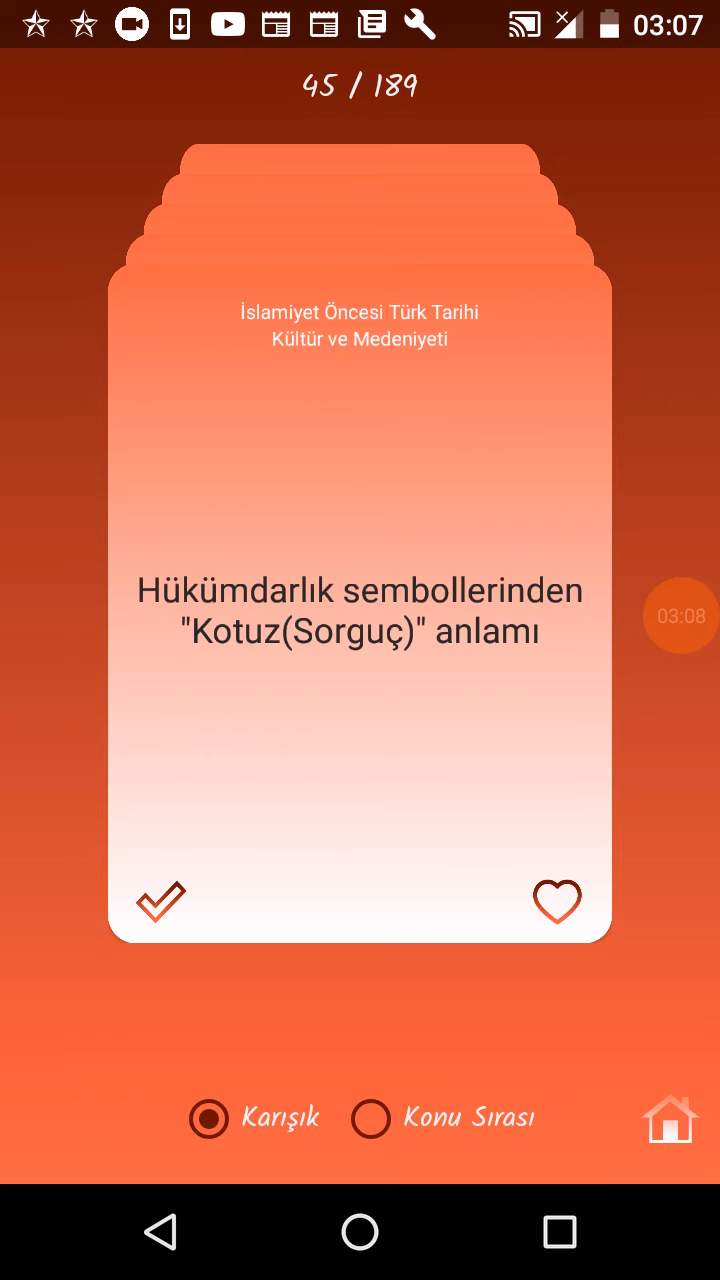 03:07
45 / 189
İslamiyet Öncesi Türk Tarihi
Kültür ve Medeniyeti
Hükümdarlık sembollerinden
"Kotuz(Sorguç)" anlamı
03:08
Karışık
Konu Sırası